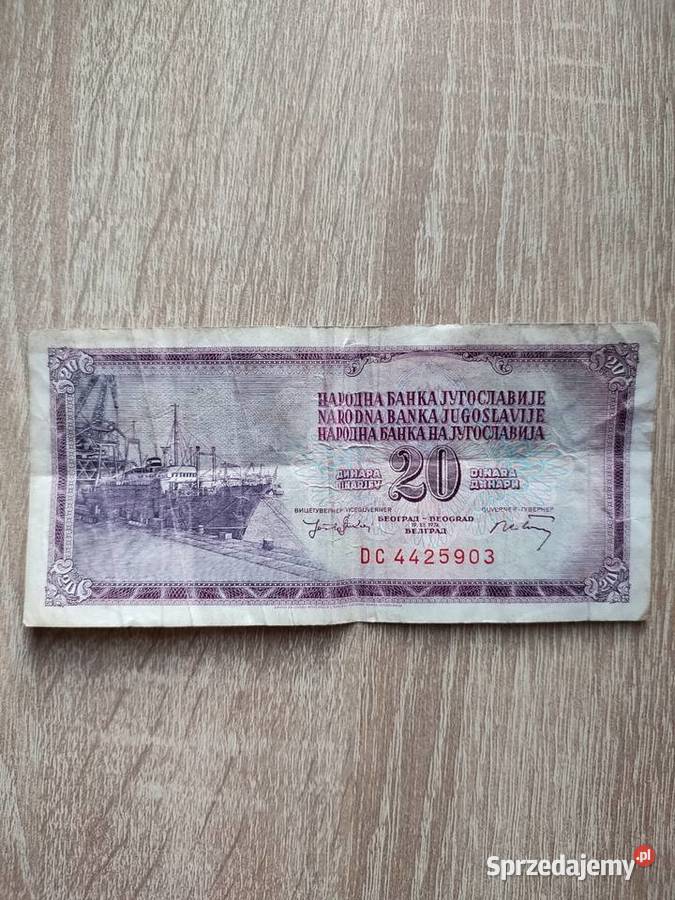 20 20
НАРОДНА БАНКА ЈУГОСЛАВИЈЕ
NARODNA BANKA JUGOSLAVIJE
НАРОДНА БАНКА НА ЈУГОСЛАВИЈА
ДИНАРА 20 DINARA
DINARJEV ДИНАРИ
ВИЦЕГУВЕРНЕР-VICEGUVERNER GUVERNER-ГУВЕРНЕР
БЕОГРАД - BEOGRAD
БЕЛГРАД
DC 4425903
20 20
Sprzedajemy.pl